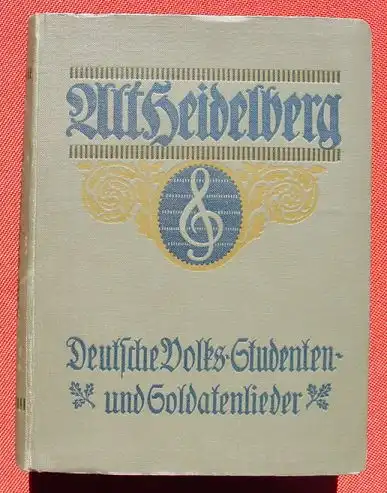 Alt Heidelberg
Deutsche Volks-Studenten-
und Soldatenlieder